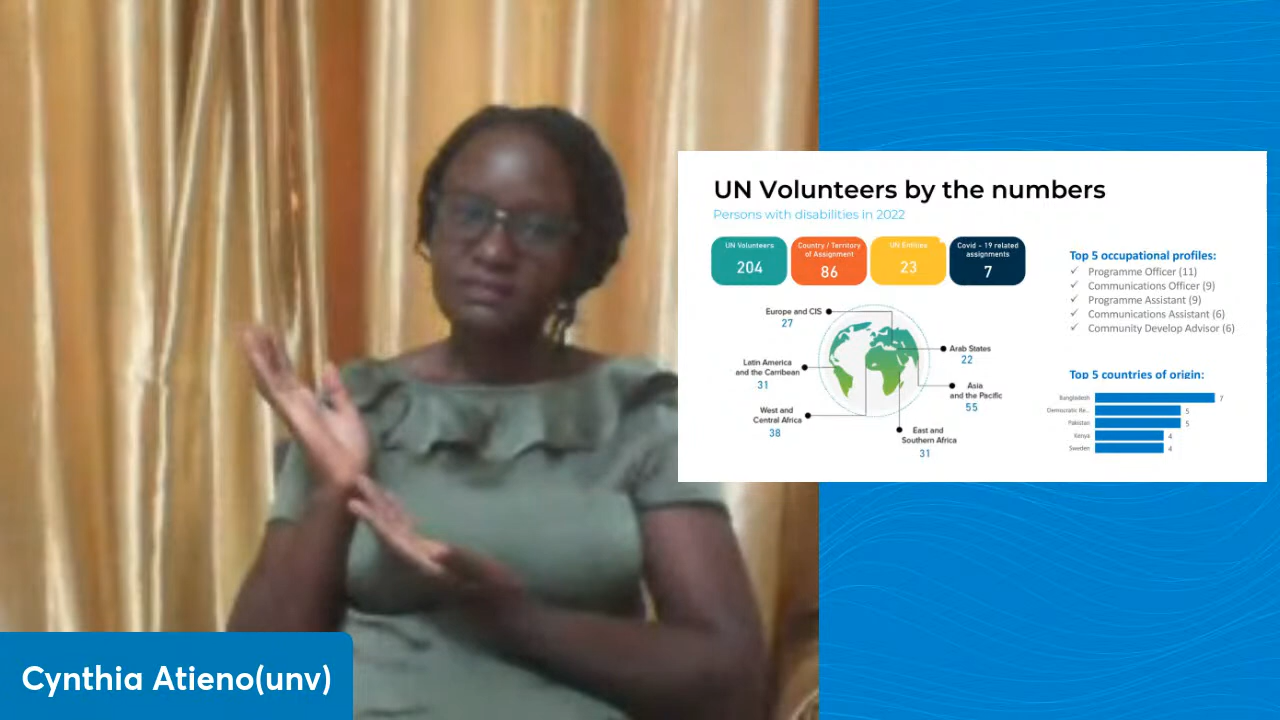 UN Volunteers by the numbers
Persons with disabilities in 2022
UN Volunteers
204
Country / Territory
of Assignment
86
UN Entities
23
Covid - 19 related
assignments
7
Europe and CIS
27
Latin America
and the Carribean
31
West and
Central Africa
38
Arab States
22
Asia
and the Pacific
55
East and
Southern Africa
31
Top 5 occupational profiles:
✓ Programme Officer (11)
✓ Communications Officer (9)
✓ Programme Assistant (9)
✓ Communications Assistant (6)
✓ Community Develop Advisor (6)
Top 5 countries of origin:
Bangladesh 7
Democratic Re... 5
Pakistan 5
Kenya 4
Sweden 4
Cynthia Atieno(unv)